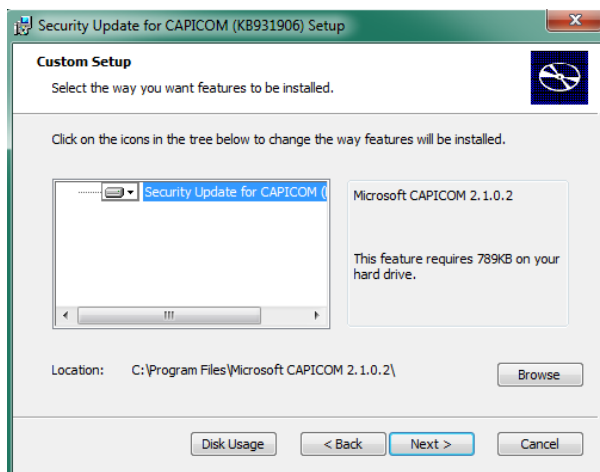 Security Update for CAPICOM (KB931906) Setup
Custom Setup
Select the way you want features to be installed.
Click on the icons in the tree below to change the way features will be installed.
Security Update for CAPICOM (
Microsoft CAPICOM 2.1.0.2
This feature requires 789KB on your
hard drive.
Location: C:\Program Files\Microsoft CAPICOM 2.1.0.2\
Browse
Disk Usage
< Back
Next >
Cancel